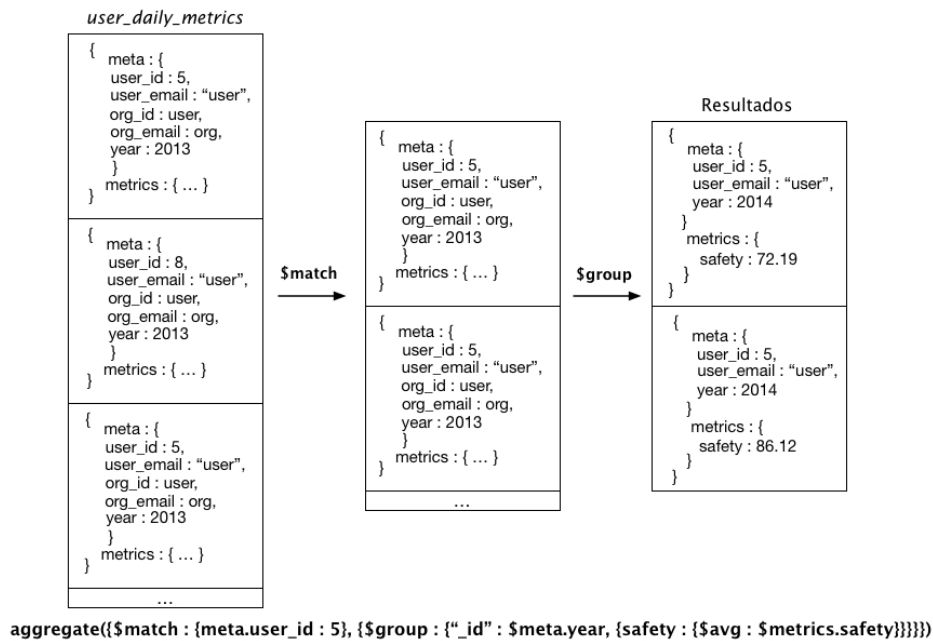 user_daily_metrics
{
meta : {
user_id : 5,
user_email : “user”,
org_id : user,
org_email : org,
year : 2013
}
metrics : { … }
}
{
meta : {
user_id : 8,
user_email : “user”,
org_id : user,
org_email : org,
year : 2013
}
metrics : { … }
}
{
meta : {
user_id : 5,
user_email : “user”,
org_id : user,
org_email : org,
year : 2013
}
metrics : { … }
}
…
$match
{
meta : {
user_id : 5,
user_email : “user”,
org_id : user,
org_email : org,
year : 2013
}
metrics : { … }
}
{
meta : {
user_id : 5,
user_email : “user”,
org_id : user,
org_email : org,
year : 2013
}
metrics : { … }
}
…
$group
Resultados
{
meta : {
user_id : 5,
user_email : “user”,
year : 2014
}
metrics : {
safety : 72.19
}
}
{
meta : {
user_id : 5,
user_email : “user”,
year : 2014
}
metrics : {
safety : 86.12
}
}
aggregate({$match : {meta.user_id : 5}, {$group : {“_id” : $meta.year, {safety : {$avg : $metrics.safety}}}}})